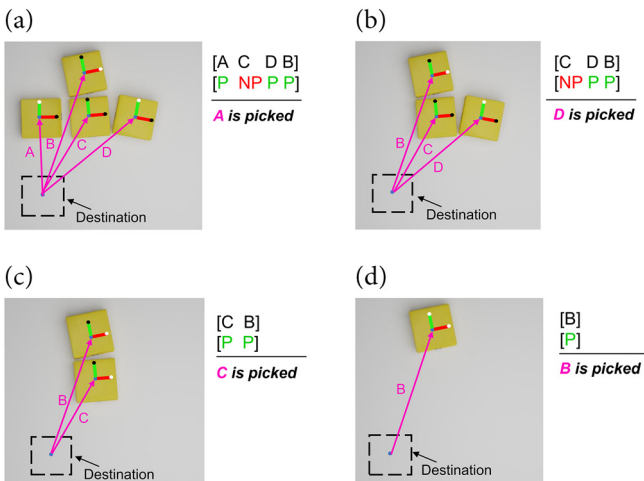 (a)
[A C D B]
[P NP P P]
A is picked
A
B
C
D
Destination
(b)
[C D B]
[NP P P]
D is picked
B
C
D
Destination
(c)
[C B]
[P P]
C is picked
B
C
Destination
(d)
[B]
[P]
B is picked
B
Destination